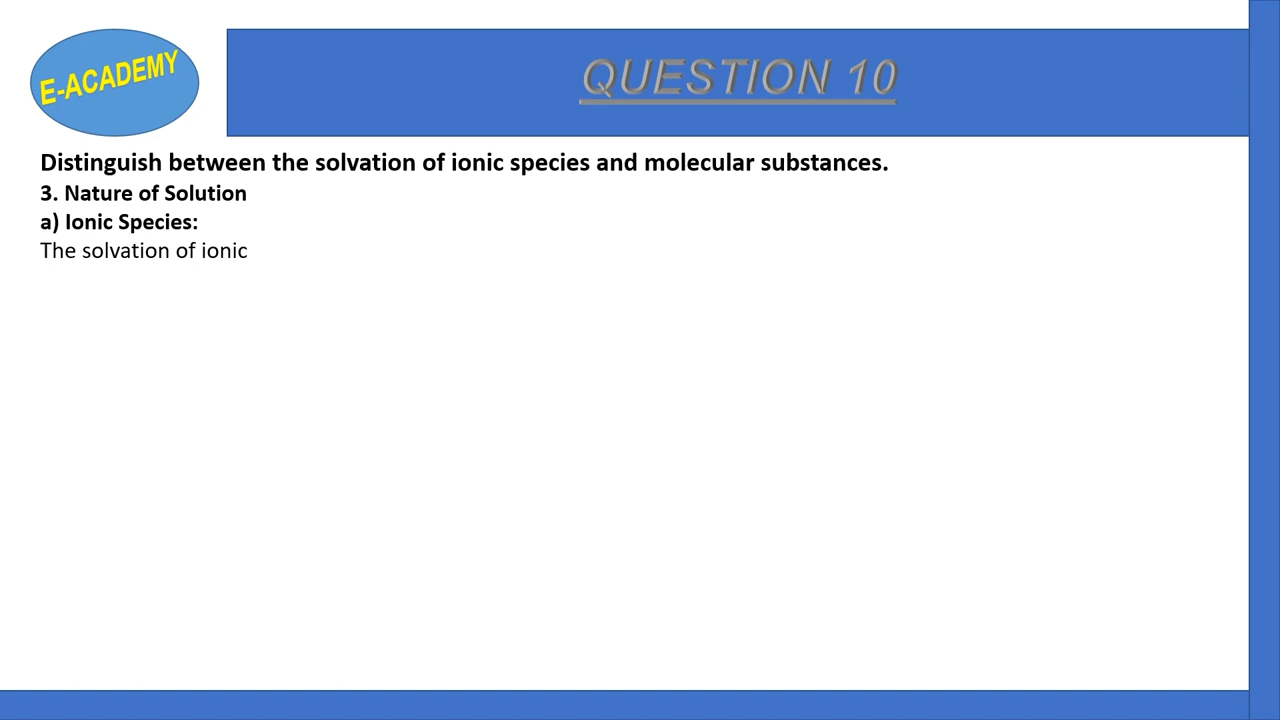 E-ACADEMY
QUESTION 10
Distinguish between the solvation of ionic species and molecular substances.
3. Nature of Solution
a) Ionic Species:
The solvation of ionic